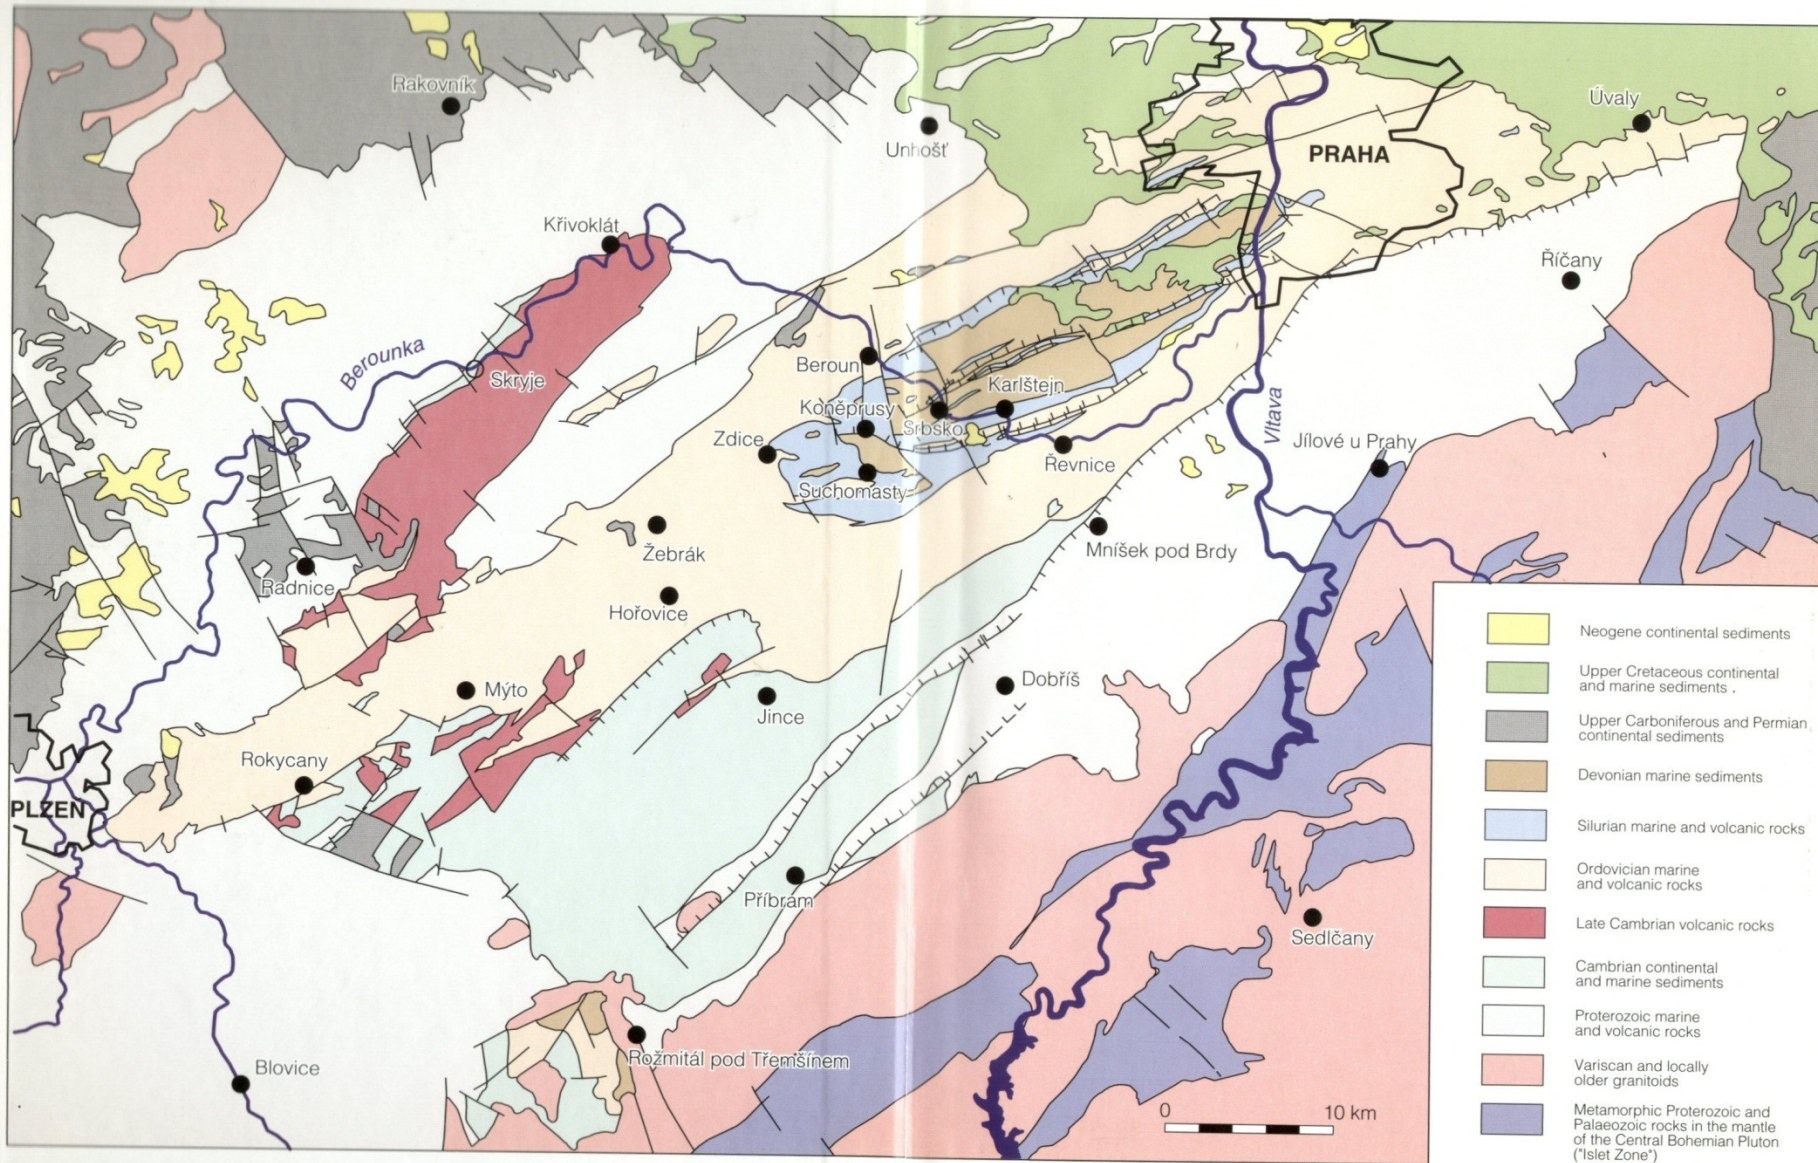 Rakovník
Unhošť
Úvaly
PRAHA
Křivoklát
Říčany
Berounka
Skryje
Beroun
Karlštejn
Koněprusy
Srbsko
Zdice
Řevnice
Vltava
Jílové u Prahy
Suchomasty
Žebrák
Mníšek pod Brdy
Radnice
Hořovice
Mýto
Jince
Dobříš
Rokycany
PLZEŇ
Příbram
Sedlčany
Rožmitál pod Třemšínem
Blovice
0 10 km
Neogene continental sediments
Upper Cretaceous continental
and marine sediments .
Upper Carboniferous and Permian
continental sediments
Devonian marine sediments
Silurian marine and volcanic rocks
Ordovician marine
and volcanic rocks
Late Cambrian volcanic rocks
Cambrian continental
and marine sediments
Proterozoic marine
and volcanic rocks
Variscan and locally
older granitoids
Metamorphic Proterozoic and
Palaeozoic rocks in the mantle
of the Central Bohemian Pluton
("Islet Zone")